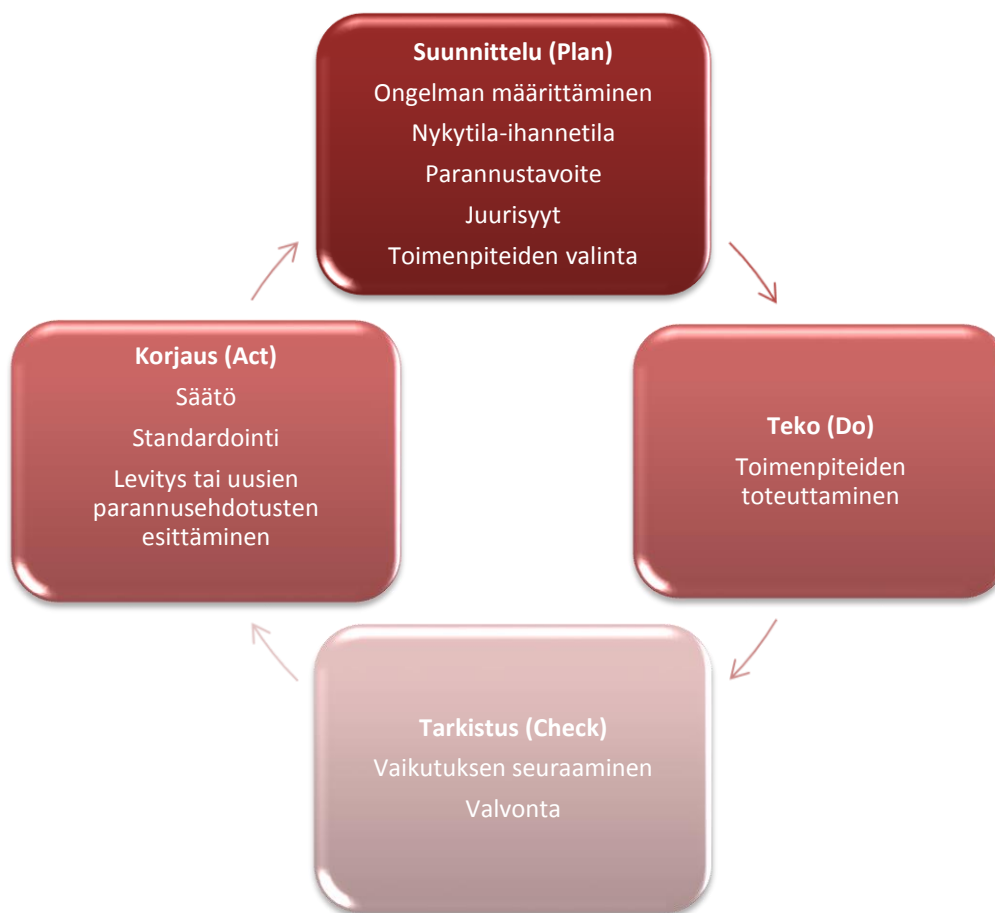 Suunnittelu (Plan)
Ongelman määrittäminen
Nykytila-ihannetila
Parannustavoite
Juurisyyt
Toimenpiteiden valinta
Teko (Do)
Toimenpiteiden
toteuttaminen
Tarkistus (Check)
Vaikutuksen seuraaminen
Valvonta
Korjaus (Act)
Säätö
Standardointi
Levitys tai uusien
parannusehdotusten
esittäminen